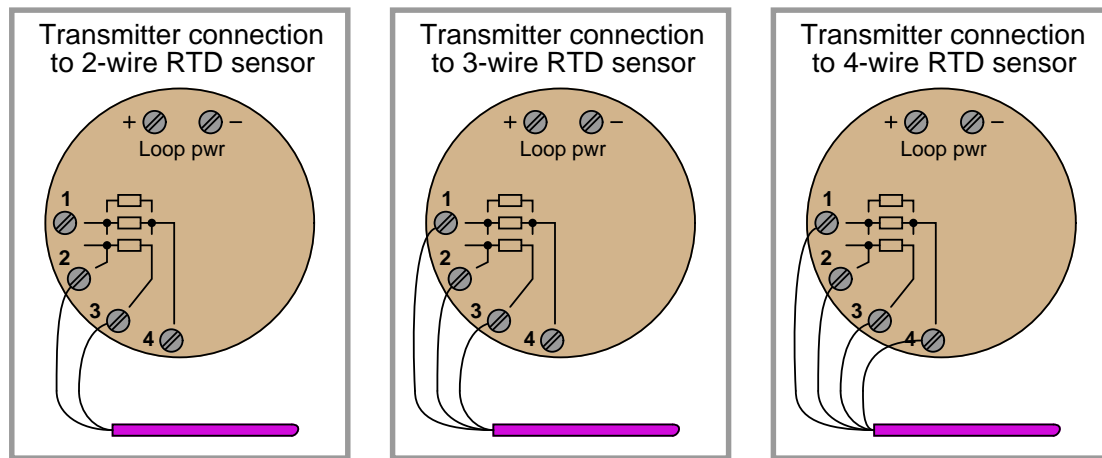 Transmitter connection
to 2-wire RTD sensor
+ –
Loop pwr
1
2
3
4
Transmitter connection
to 3-wire RTD sensor
+ –
Loop pwr
1
2
3
4
Transmitter connection
to 4-wire RTD sensor
+ –
Loop pwr
1
2
3
4